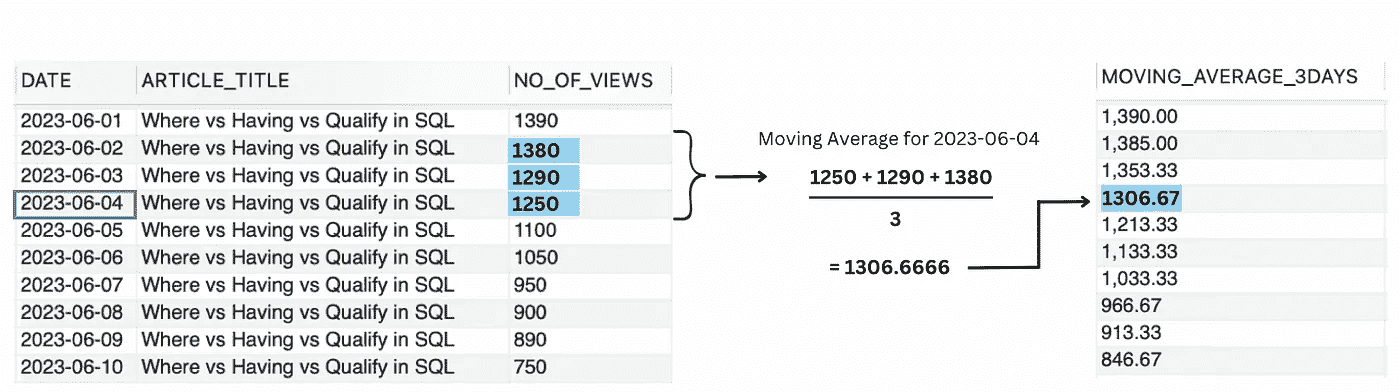 DATE ARTICLE_TITLE NO_OF_VIEWS
2023-06-01 Where vs Having vs Qualify in SQL 1390
2023-06-02 Where vs Having vs Qualify in SQL 1380
2023-06-03 Where vs Having vs Qualify in SQL 1290
2023-06-04 Where vs Having vs Qualify in SQL 1250
2023-06-05 Where vs Having vs Qualify in SQL 1100
2023-06-06 Where vs Having vs Qualify in SQL 1050
2023-06-07 Where vs Having vs Qualify in SQL 950
2023-06-08 Where vs Having vs Qualify in SQL 900
2023-06-09 Where vs Having vs Qualify in SQL 890
2023-06-10 Where vs Having vs Qualify in SQL 750
Moving Average for 2023-06-04
1250 + 1290 + 1380
3
= 1306.6666
MOVING_AVERAGE_3DAYS
1,390.00
1,385.00
1,353.33
1306.67
1,213.33
1,133.33
1,033.33
966.67
913.33
846.67